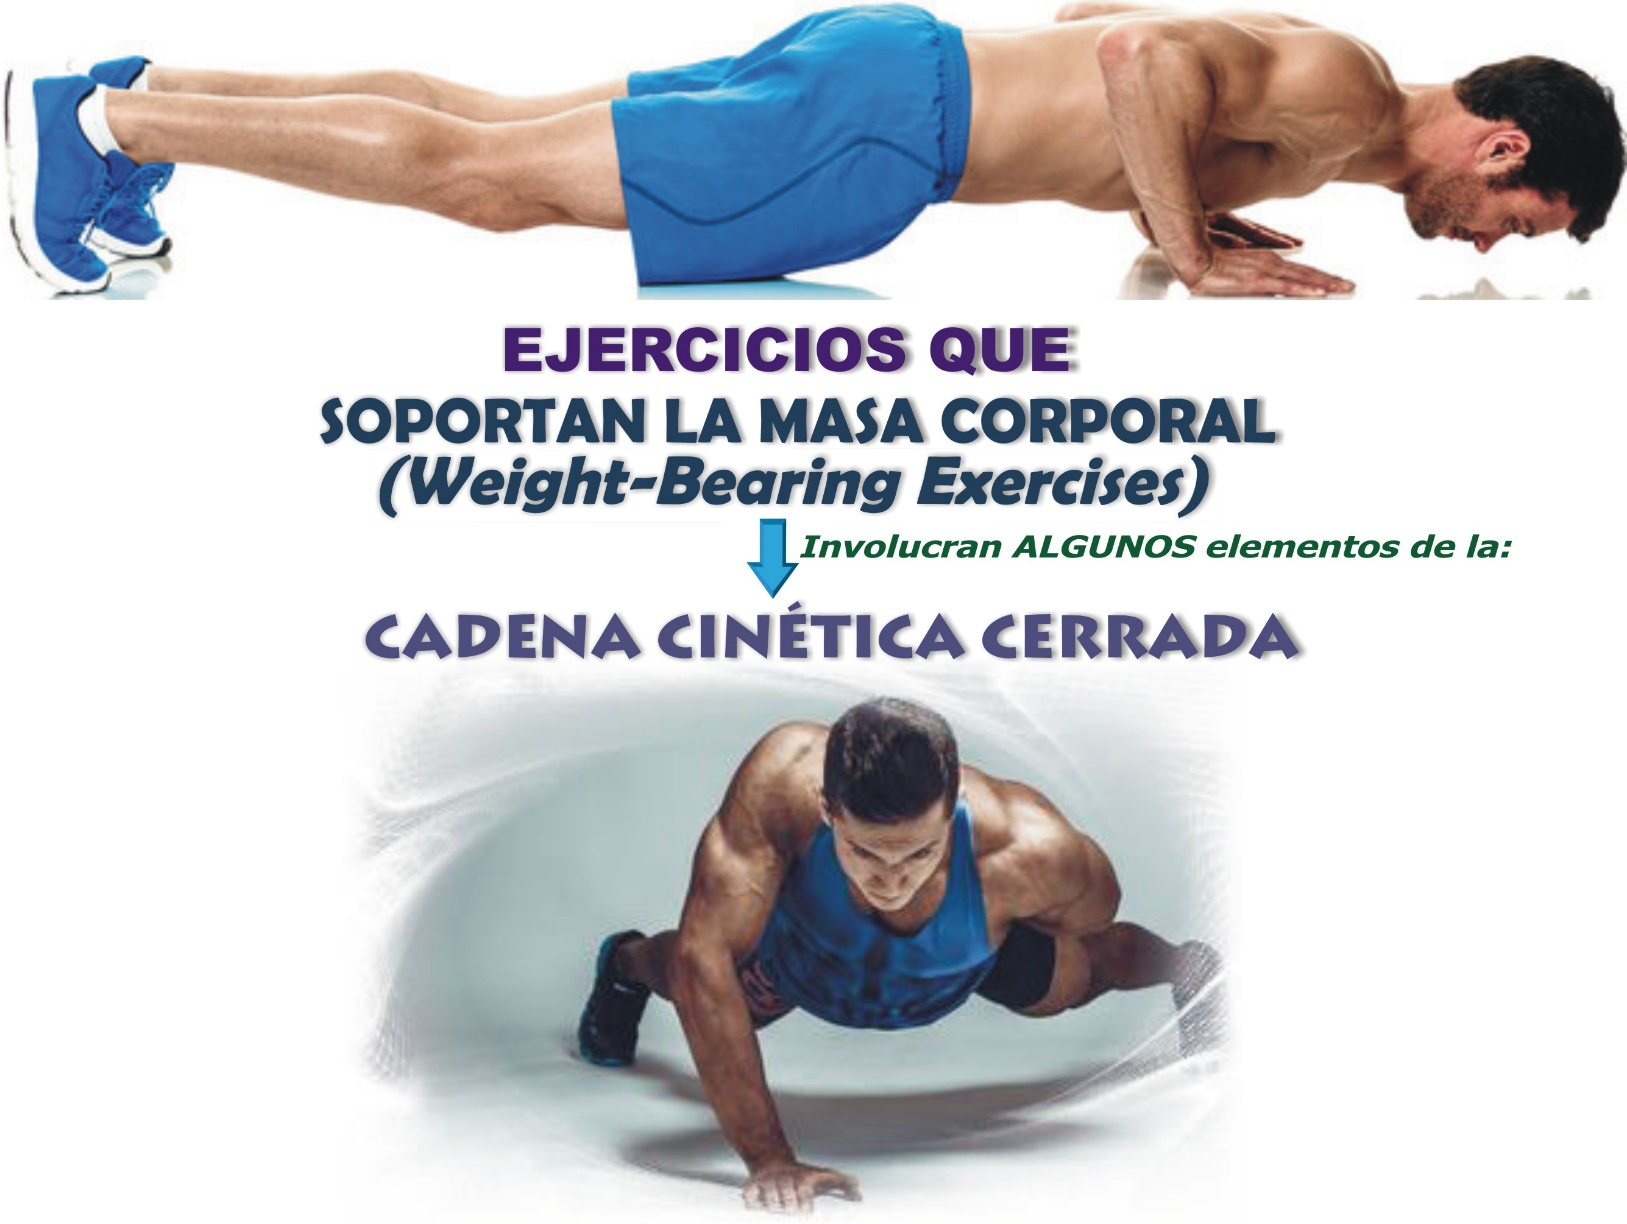 EJERCICIOS QUE
SOPORTAN LA MASA CORPORAL
(Weight-Bearing Exercises)
Involucran ALGUNOS elementos de la:
CADENA CINÉTICA CERRADA